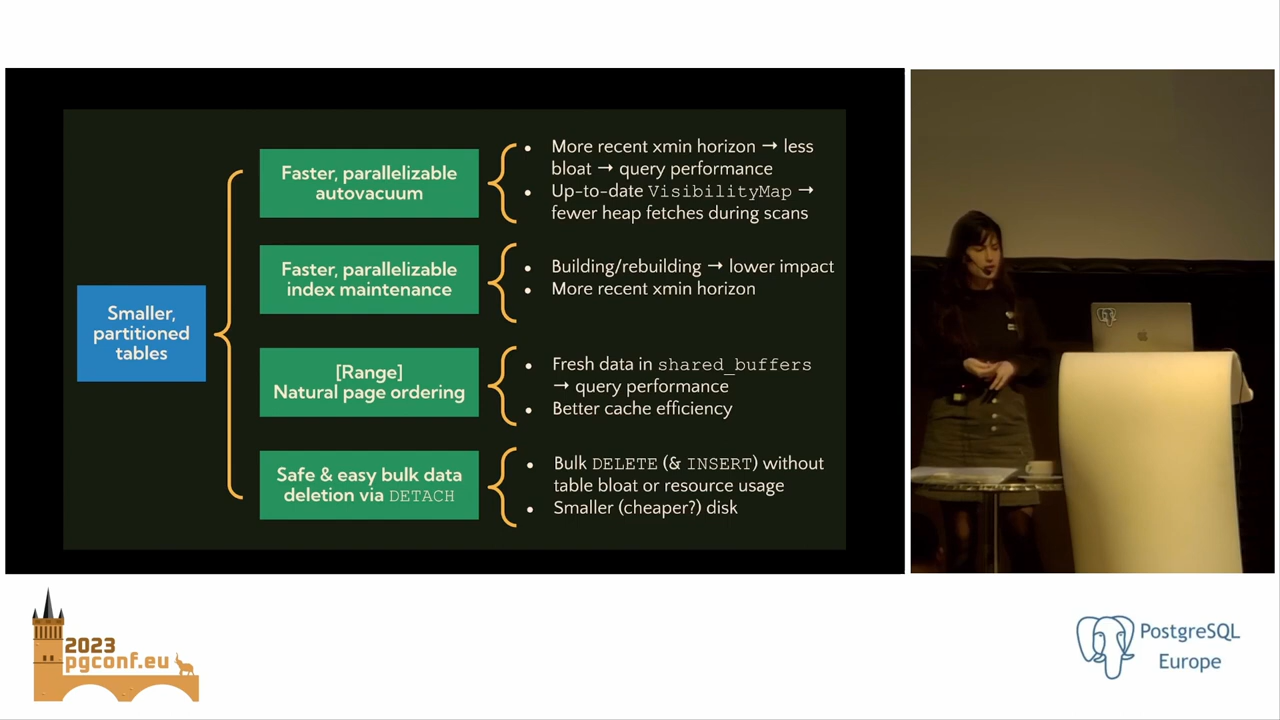 Smaller,
partitioned
tables
Faster, parallelizable
autovacuum
• More recent xmin horizon → less
bloat → query performance
• Up-to-date VisibilityMap →
fewer heap fetches during scans
Faster, parallelizable
index maintenance
• Building/rebuilding → lower impact
• More recent xmin horizon
[Range]
Natural page ordering
• Fresh data in shared_buffers
→ query performance
• Better cache efficiency
Safe & easy bulk data
deletion via DETACH
• Bulk DELETE (& INSERT) without
table bloat or resource usage
• Smaller (cheaper?) disk
2023
pgconf.eu
PostgreSQL
Europe